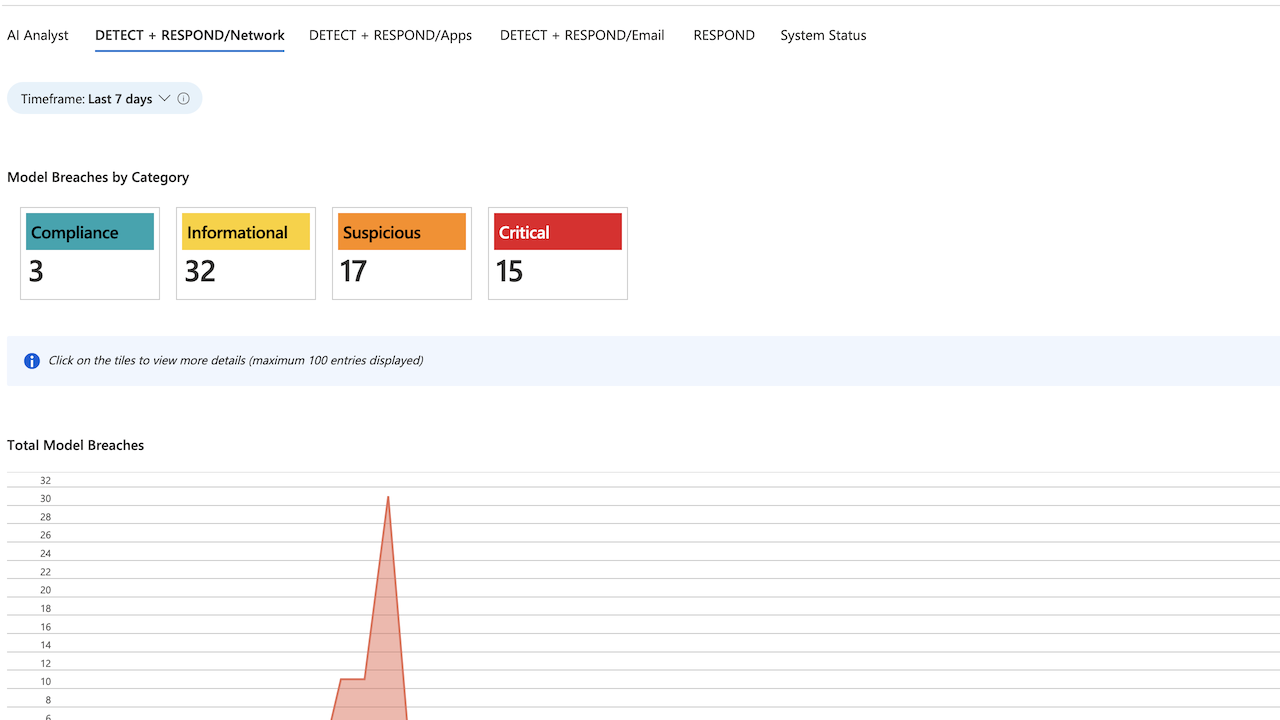 AI Analyst DETECT + RESPOND/Network DETECT + RESPOND/Apps DETECT + RESPOND/Email RESPOND System Status
Timeframe: Last 7 days
Model Breaches by Category
Compliance Informational Suspicious Critical
3 32 17 15
Click on the tiles to view more details (maximum 100 entries displayed)
Total Model Breaches
32
30
28
26
24
22
20
18
16
14
12
10
8
6